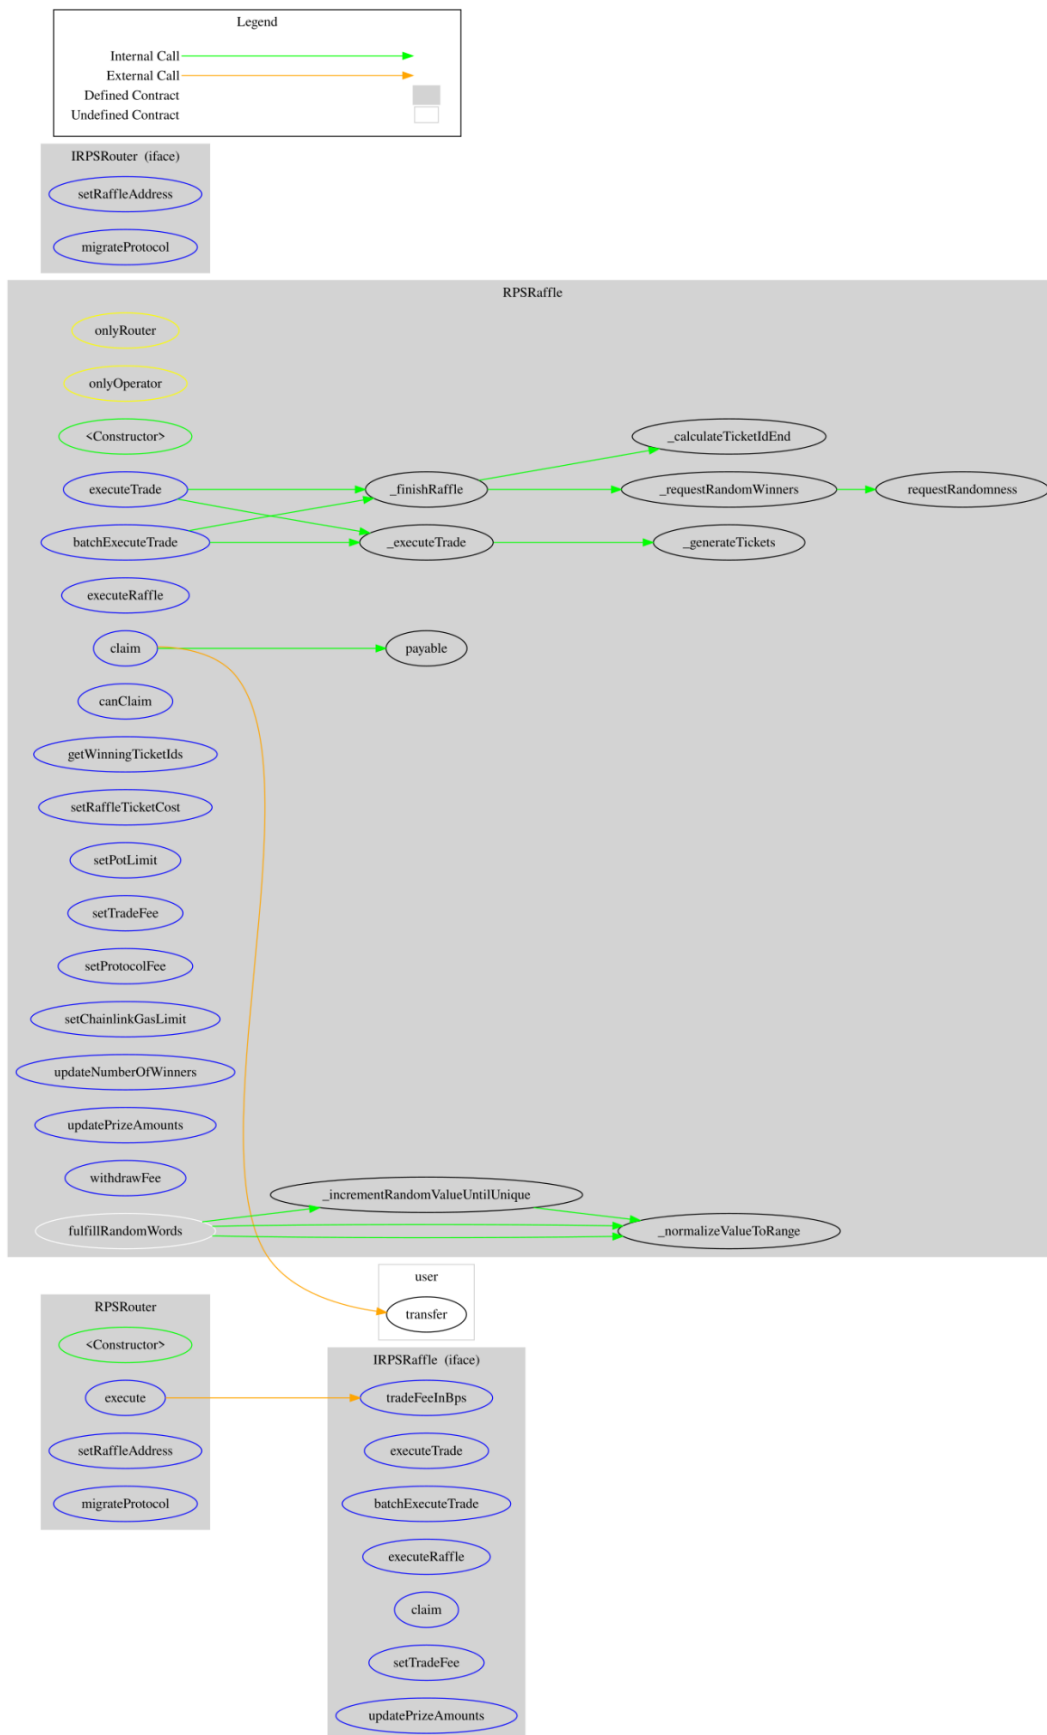 Legend
Internal Call
External Call
Defined Contract
Undefined Contract
IRPSRouter (iface)
setRaffleAddress
migrateProtocol
RPSRaffle
onlyRouter
onlyOperator
<Constructor>
_calculateTicketIdEnd
executeTrade
_finishRaffle
_requestRandomWinners
requestRandomness
batchExecuteTrade
_executeTrade
_generateTickets
executeRaffle
claim
payable
canClaim
getWinningTicketIds
setRaffleTicketCost
setPotLimit
setTradeFee
setProtocolFee
setChainlinkGasLimit
updateNumberOfWinners
updatePrizeAmounts
withdrawFee
_incrementRandomValueUntilUnique
fulfillRandomWords
_normalizeValueToRange
user
transfer
RPSRouter
<Constructor>
execute
setRaffleAddress
migrateProtocol
IRPSRaffle (iface)
tradeFeeInBps
executeTrade
batchExecuteTrade
executeRaffle
claim
setTradeFee
updatePrizeAmounts